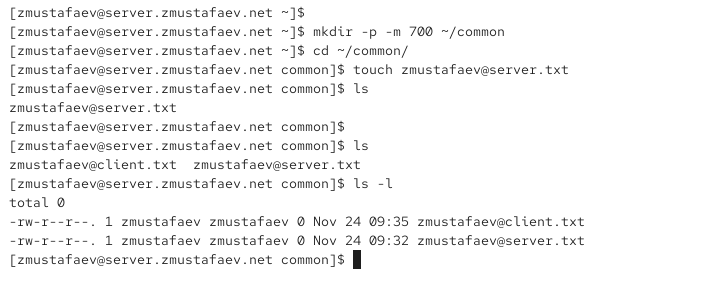 [zmustafaev@server.zmustafaev.net ~]$
[zmustafaev@server.zmustafaev.net ~]$ mkdir -p -m 700 ~/common
[zmustafaev@server.zmustafaev.net ~]$ cd ~/common/
[zmustafaev@server.zmustafaev.net common]$ touch zmustafaev@server.txt
[zmustafaev@server.zmustafaev.net common]$ ls
zmustafaev@server.txt
[zmustafaev@server.zmustafaev.net common]$
[zmustafaev@server.zmustafaev.net common]$ ls
zmustafaev@client.txt  zmustafaev@server.txt
[zmustafaev@server.zmustafaev.net common]$ ls -l
total 0
-rw-r--r--. 1 zmustafaev zmustafaev 0 Nov 24 09:35 zmustafaev@client.txt
-rw-r--r--. 1 zmustafaev zmustafaev 0 Nov 24 09:32 zmustafaev@server.txt
[zmustafaev@server.zmustafaev.net common]$